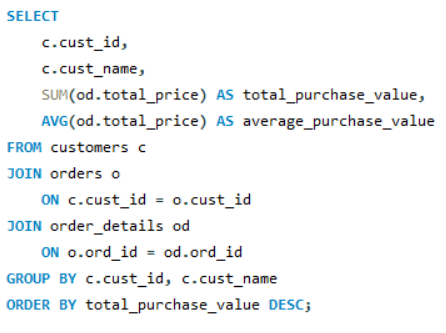 SELECT
    c.cust_id,
    c.cust_name,
    SUM(od.total_price) AS total_purchase_value,
    AVG(od.total_price) AS average_purchase_value
FROM customers c
JOIN orders o
    ON c.cust_id = o.cust_id
JOIN order_details od
    ON o.ord_id = od.ord_id
GROUP BY c.cust_id, c.cust_name
ORDER BY total_purchase_value DESC;